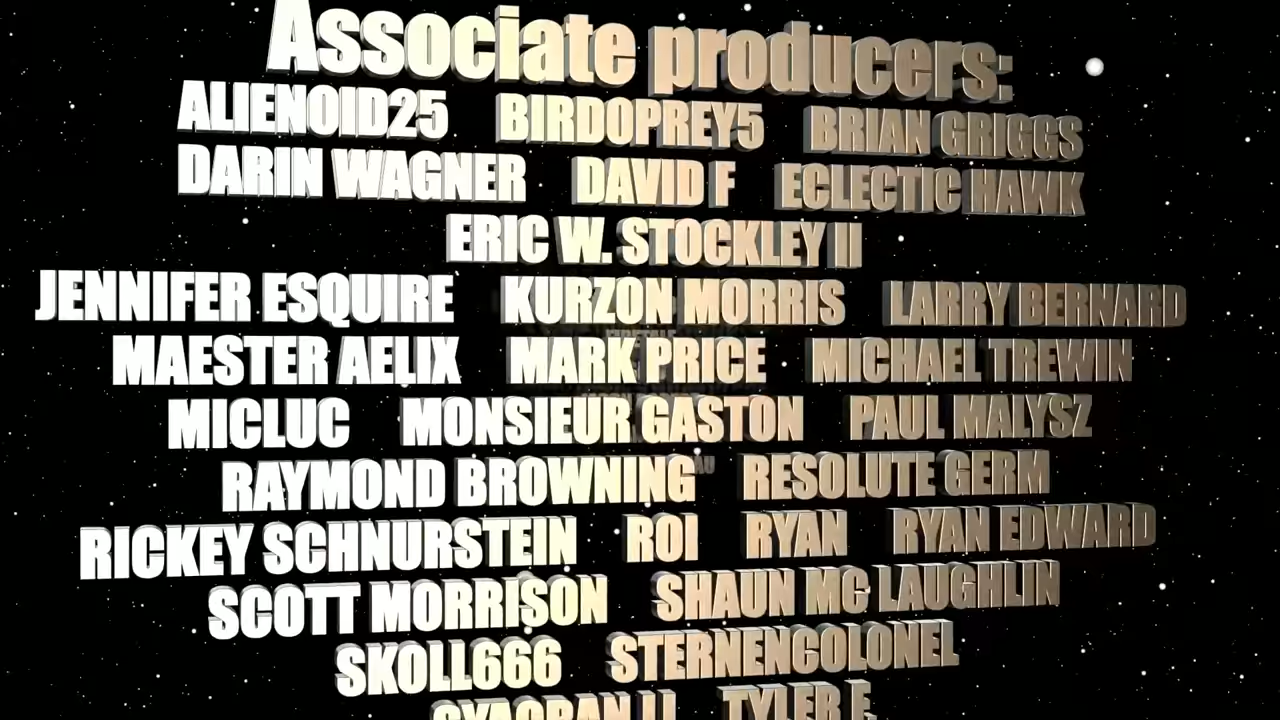 Associate producers:
ALIENOID25 BIRDOPREY5 BRIAN GRIGGS
DARIN WAGNER DAVID F ECLECTIC HAWK
ERIC W. STOCKLEY II
JENNIFER ESQUIRE KURZON MORRIS LARRY BERNARD
MAESTER AELIX MARK PRICE MICHAEL TREWIN
MICLUC MONSIEUR GASTON PAUL MALYSZ
RAYMOND BROWNING RESOLUTE GERM
RICKEY SCHNURSTEIN ROI RYAN RYAN EDWARD
SCOTT MORRISON SHAUN MC LAUGHLIN
SKOLL666 STERNENCOLONEL
TYLER F.